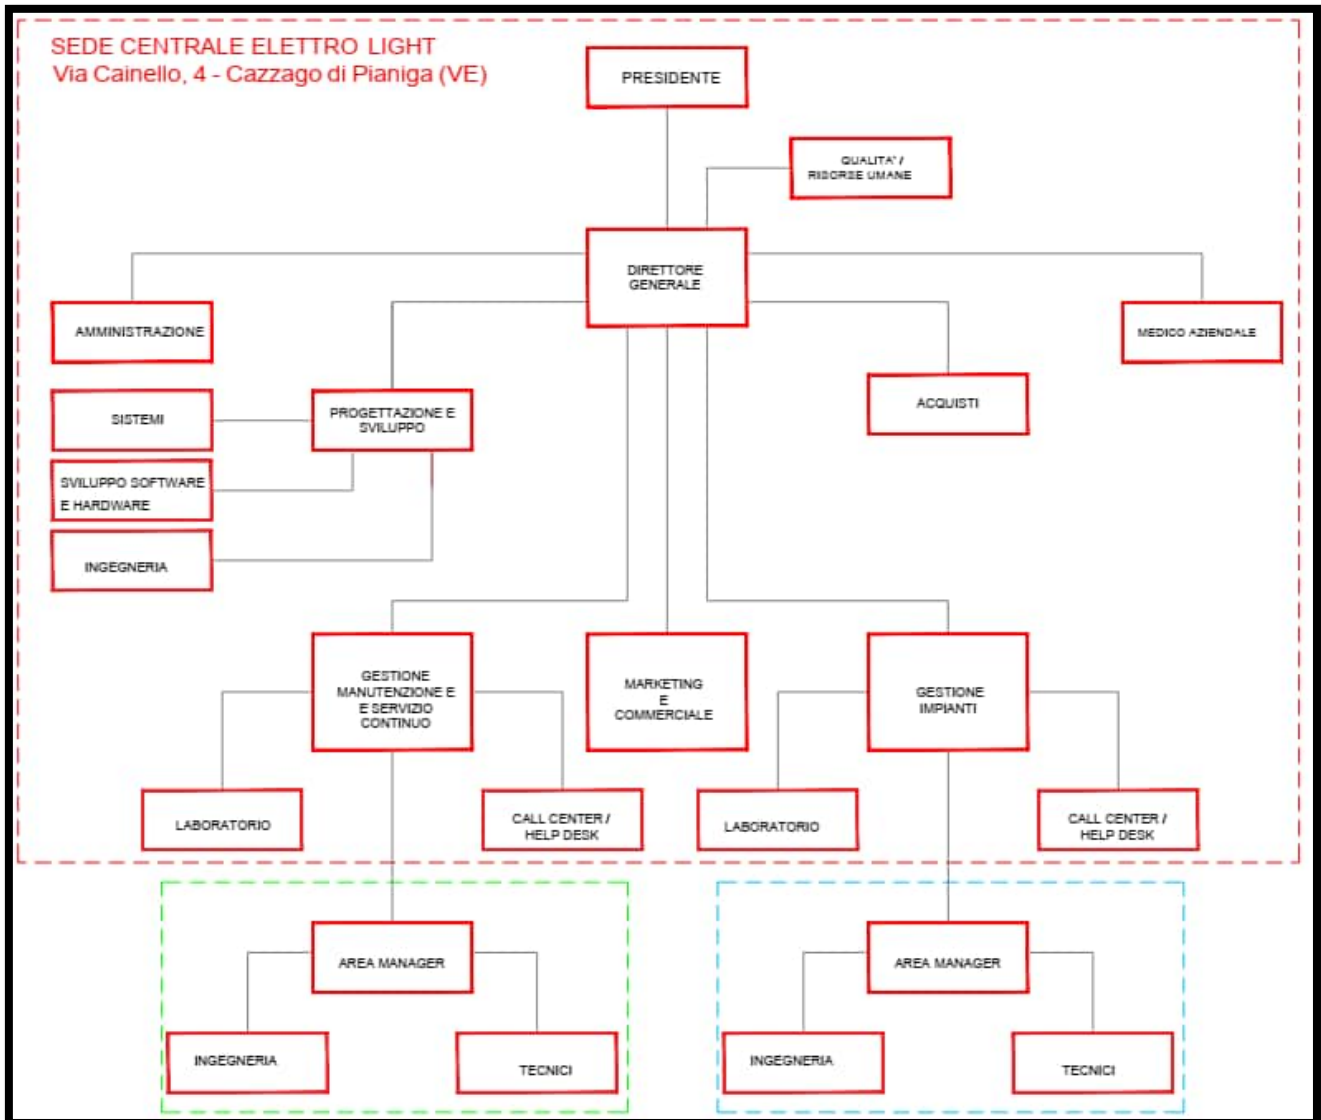 SEDE CENTRALE ELETTRO LIGHT
Via Cainello, 4 - Cazzago di Pianiga (VE)
PRESIDENTE
QUALITA' /
RISORSE UMANE
DIRETTORE
GENERALE
AMMINISTRAZIONE
MEDICO AZIENDALE
SISTEMI
PROGETTAZIONE E
SVILUPPO
ACQUISTI
SVILUPPO SOFTWARE
E HARDWARE
INGEGNERIA
GESTIONE
MANUTENZIONE E
E SERVIZIO
CONTINUO
MARKETING
E
COMMERCIALE
GESTIONE
IMPIANTI
LABORATORIO
CALL CENTER /
HELP DESK
LABORATORIO
CALL CENTER /
HELP DESK
AREA MANAGER
AREA MANAGER
INGEGNERIA
TECNICI
INGEGNERIA
TECNICI